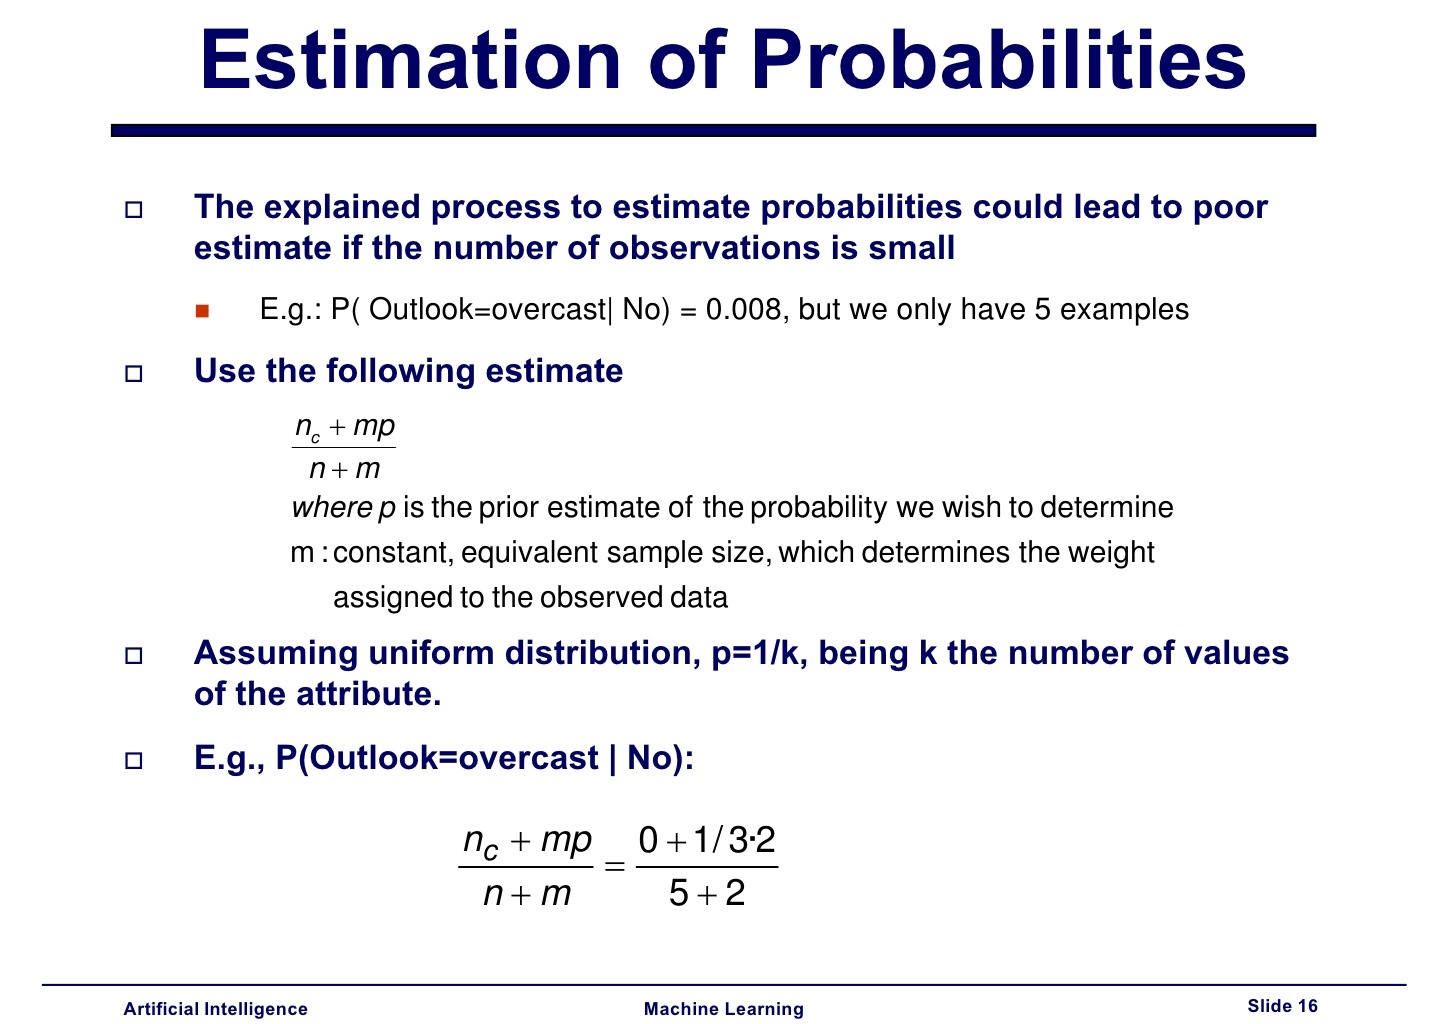 Estimation of Probabilities
The explained process to estimate probabilities could lead to poor
estimate if the number of observations is small
E.g.: P( Outlook=overcast| No) = 0.008, but we only have 5 examples
Use the following estimate
n_c + mp
n + m
where p is the prior estimate of the probability we wish to determine
m : constant, equivalent sample size, which determines the weight
assigned to the observed data
Assuming uniform distribution, p=1/k, being k the number of values
of the attribute.
E.g., P(Outlook=overcast | No):
n_c + mp = 0 + 1/3·2
n + m 5 + 2
Artificial Intelligence Machine Learning Slide 16